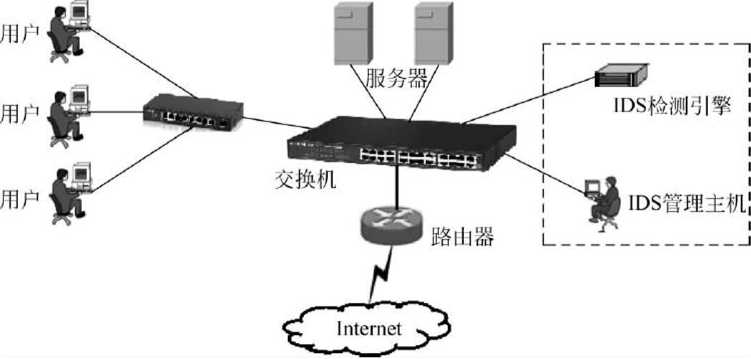 用户
服务器
用户
IDS检测引擎
交换机
用户
IDS管理主机
路由器
Internet